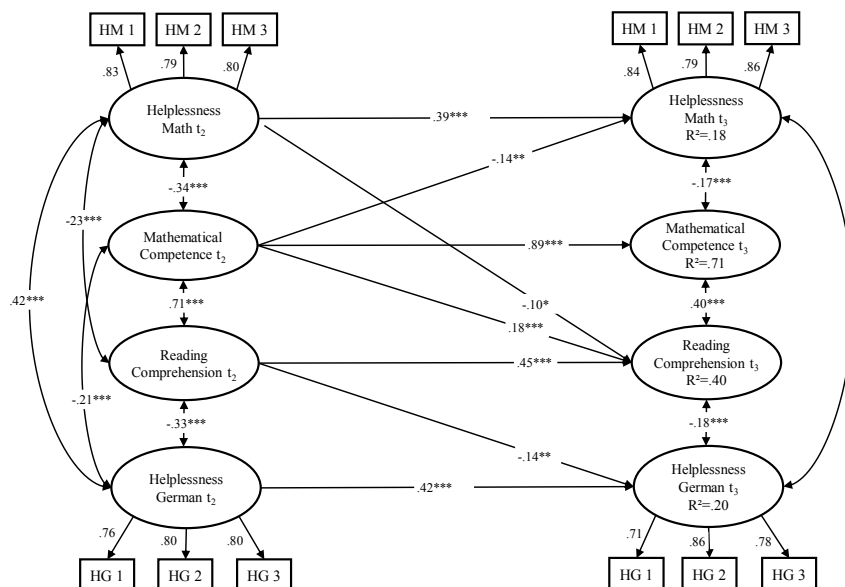 HM 1 HM 2 HM 3 HM 1 HM 2 HM 3
.83 .79 .80 .84 .79 .86
Helplessness
Math t₂
Helplessness
Math t₃
R²=.18
.39***
-.14**
-.34*** -.17***
-23***
Mathematical
Competence t₂
Mathematical
Competence t₃
R²=.71
.89***
.42***
.71*** -.10* .40***
.18***
Reading
Comprehension t₂
Reading
Comprehension t₃
R²=.40
.45***
-.21***
-.33*** -.18***
-.14**
Helplessness
German t₂
Helplessness
German t₃
R²=.20
.42***
.76 .80 .80 .71 .86 .78
HG 1 HG 2 HG 3 HG 1 HG 2 HG 3